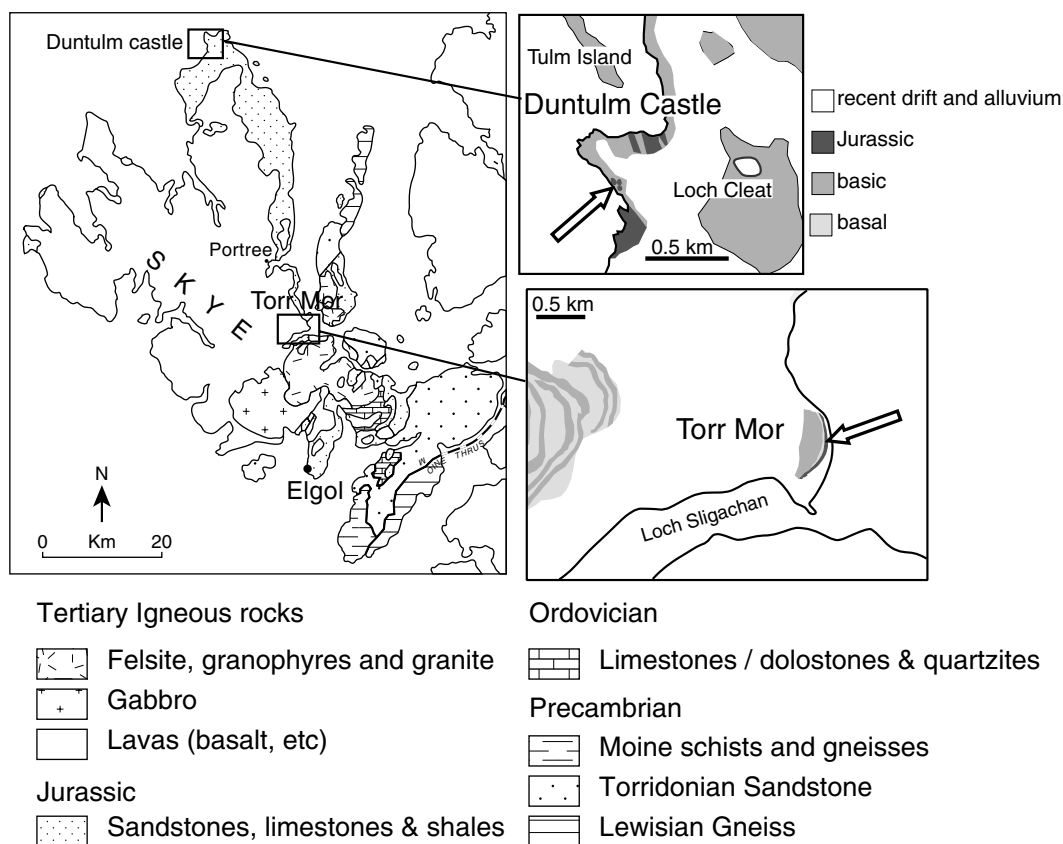 Duntulm castle
Portree
SKYE
Torr Mor
Elgol
MOINE THRUS
N
0 Km 20
Tulm Island
Duntulm Castle
Loch Cleat
0.5 km
recent drift and alluvium
Jurassic
basic
basal
0.5 km
Torr Mor
Loch Sligachan
Tertiary Igneous rocks
Felsite, granophyres and granite
Gabbro
Lavas (basalt, etc)
Jurassic
Sandstones, limestones & shales
Ordovician
Limestones / dolostones & quartzites
Precambrian
Moine schists and gneisses
Torridonian Sandstone
Lewisian Gneiss